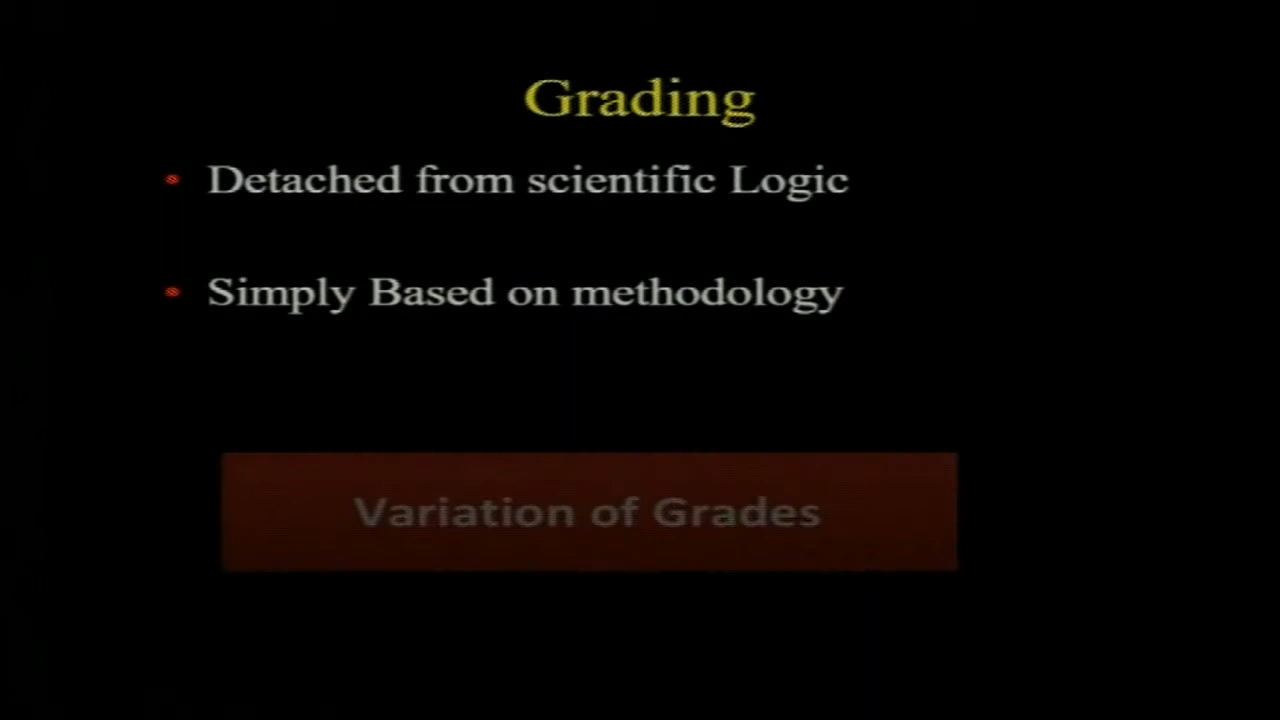 Grading
Detached from scientific Logic
Simply Based on methodology
Variation of Grades